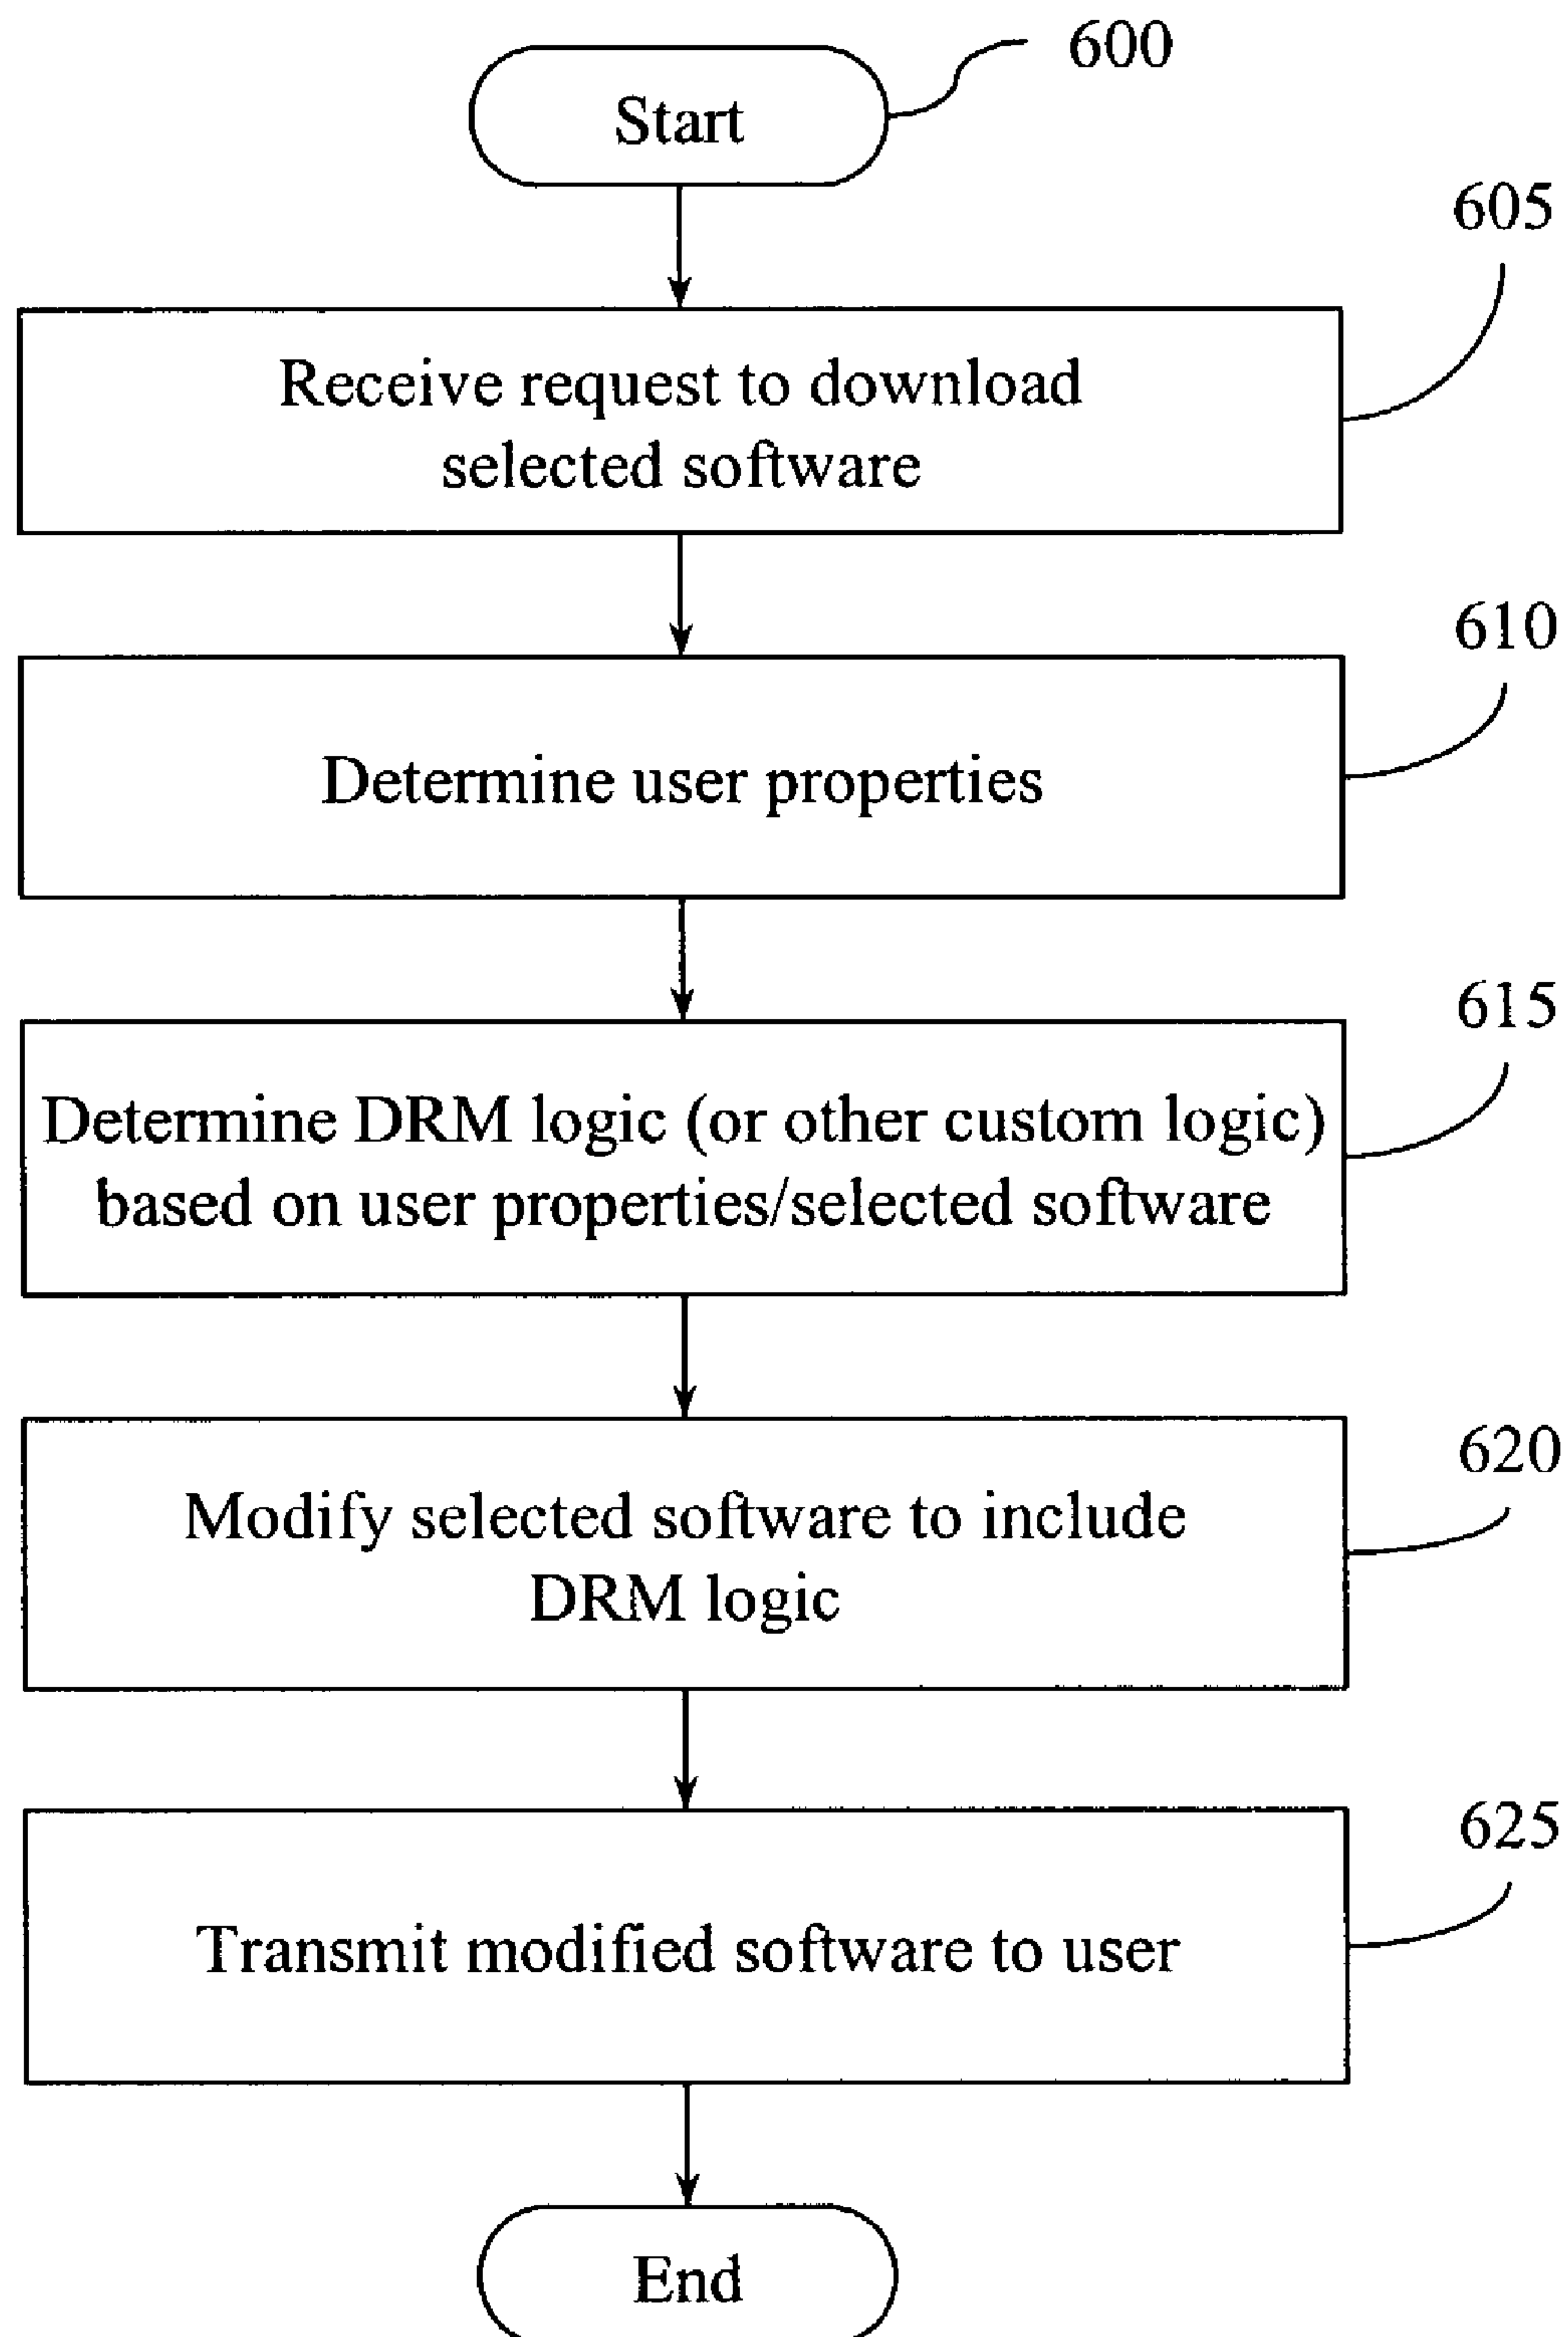 Start
600
605
Receive request to download
selected software
610
Determine user properties
615
Determine DRM logic (or other custom logic)
based on user properties/selected software
620
Modify selected software to include
DRM logic
625
Transmit modified software to user
End